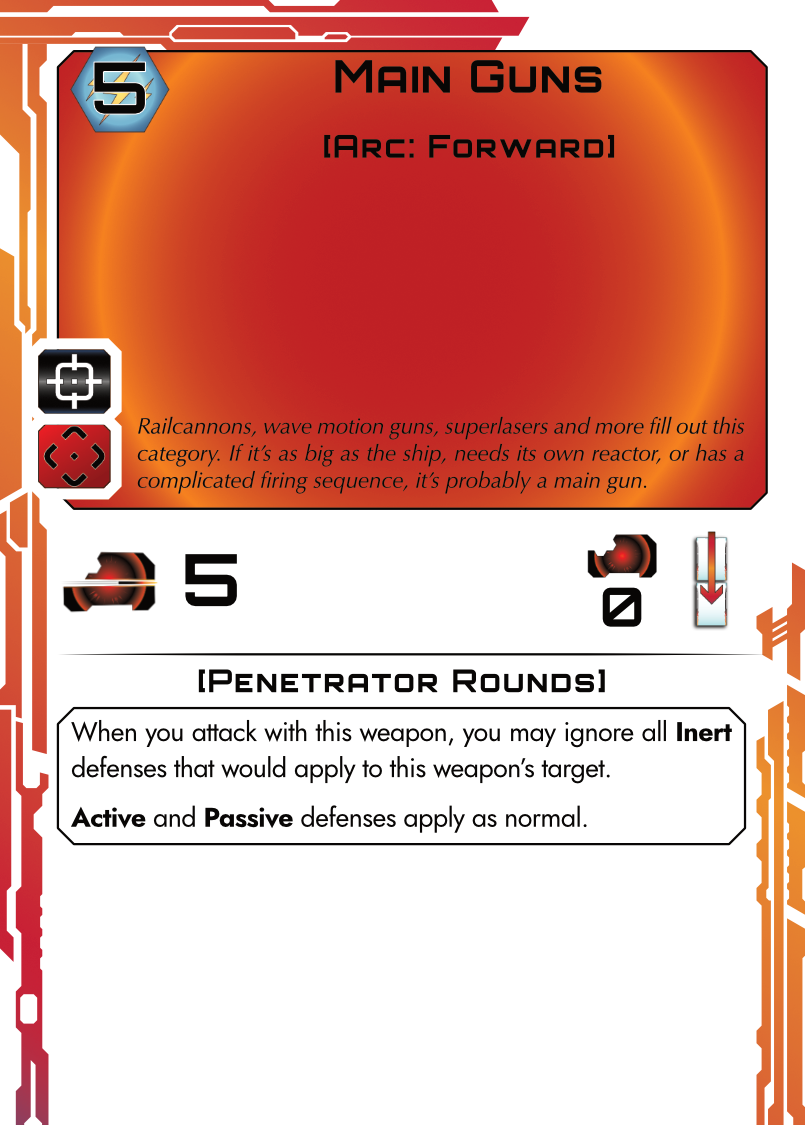 5
Main Guns
[Arc: Forward]
Railcannons, wave motion guns, superlasers and more fill out this
category. If it's as big as the ship, needs its own reactor, or has a
complicated firing sequence, it's probably a main gun.
5
0
[Penetrator Rounds]
When you attack with this weapon, you may ignore all Inert
defenses that would apply to this weapon's target.
Active and Passive defenses apply as normal.